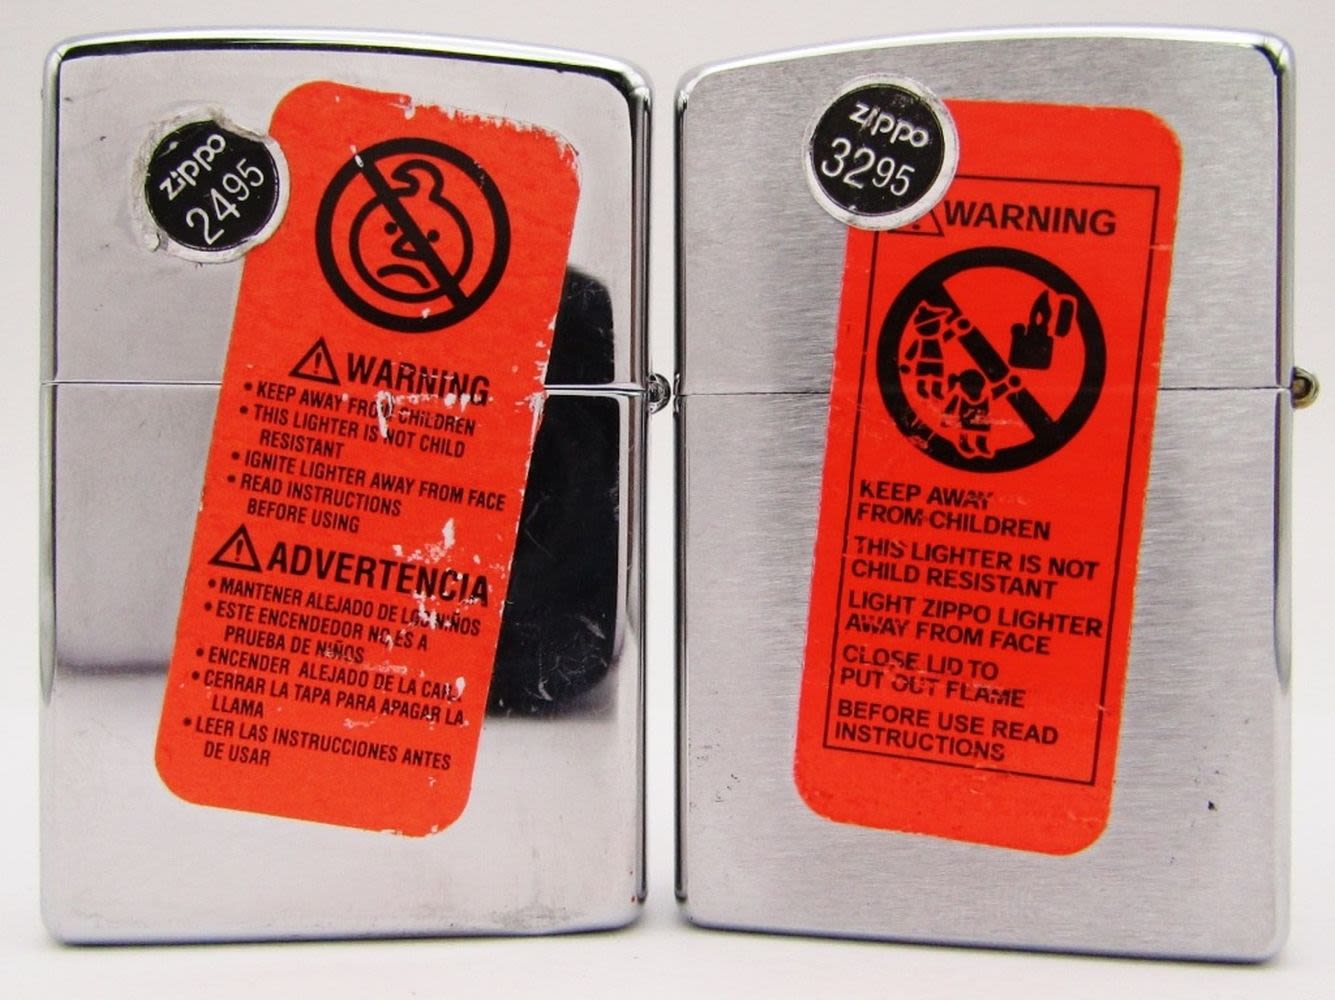 zippo
2495
WARNING
• KEEP AWAY FROM CHILDREN
• THIS LIGHTER IS NOT CHILD
RESISTANT
• IGNITE LIGHTER AWAY FROM FACE
• READ INSTRUCTIONS
BEFORE USING
ADVERTENCIA
• MANTENER ALEJADO DE LOS NIÑOS
• ESTE ENCENDEDOR NO ES A
PRUEBA DE NIÑOS
• ENCENDER ALEJADO DE LA
• CERRAR LA TAPA PARA APAGAR LA
LLAMA
• LEER LAS INSTRUCCIONES ANTES
DE USAR
zippo
3295
WARNING
KEEP AWAY
FROM CHILDREN
THIS LIGHTER IS NOT
CHILD RESISTANT
LIGHT ZIPPO LIGHTER
AWAY FROM FACE
CLOSE LID TO
PUT OUT FLAME
BEFORE USE READ
INSTRUCTIONS